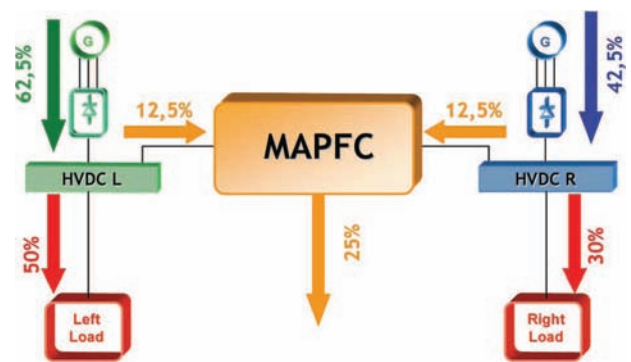 G
G
62,5%
42,5%
12,5%
12,5%
MAPFC
HVDC L
HVDC R
50%
25%
30%
Left
Load
Right
Load